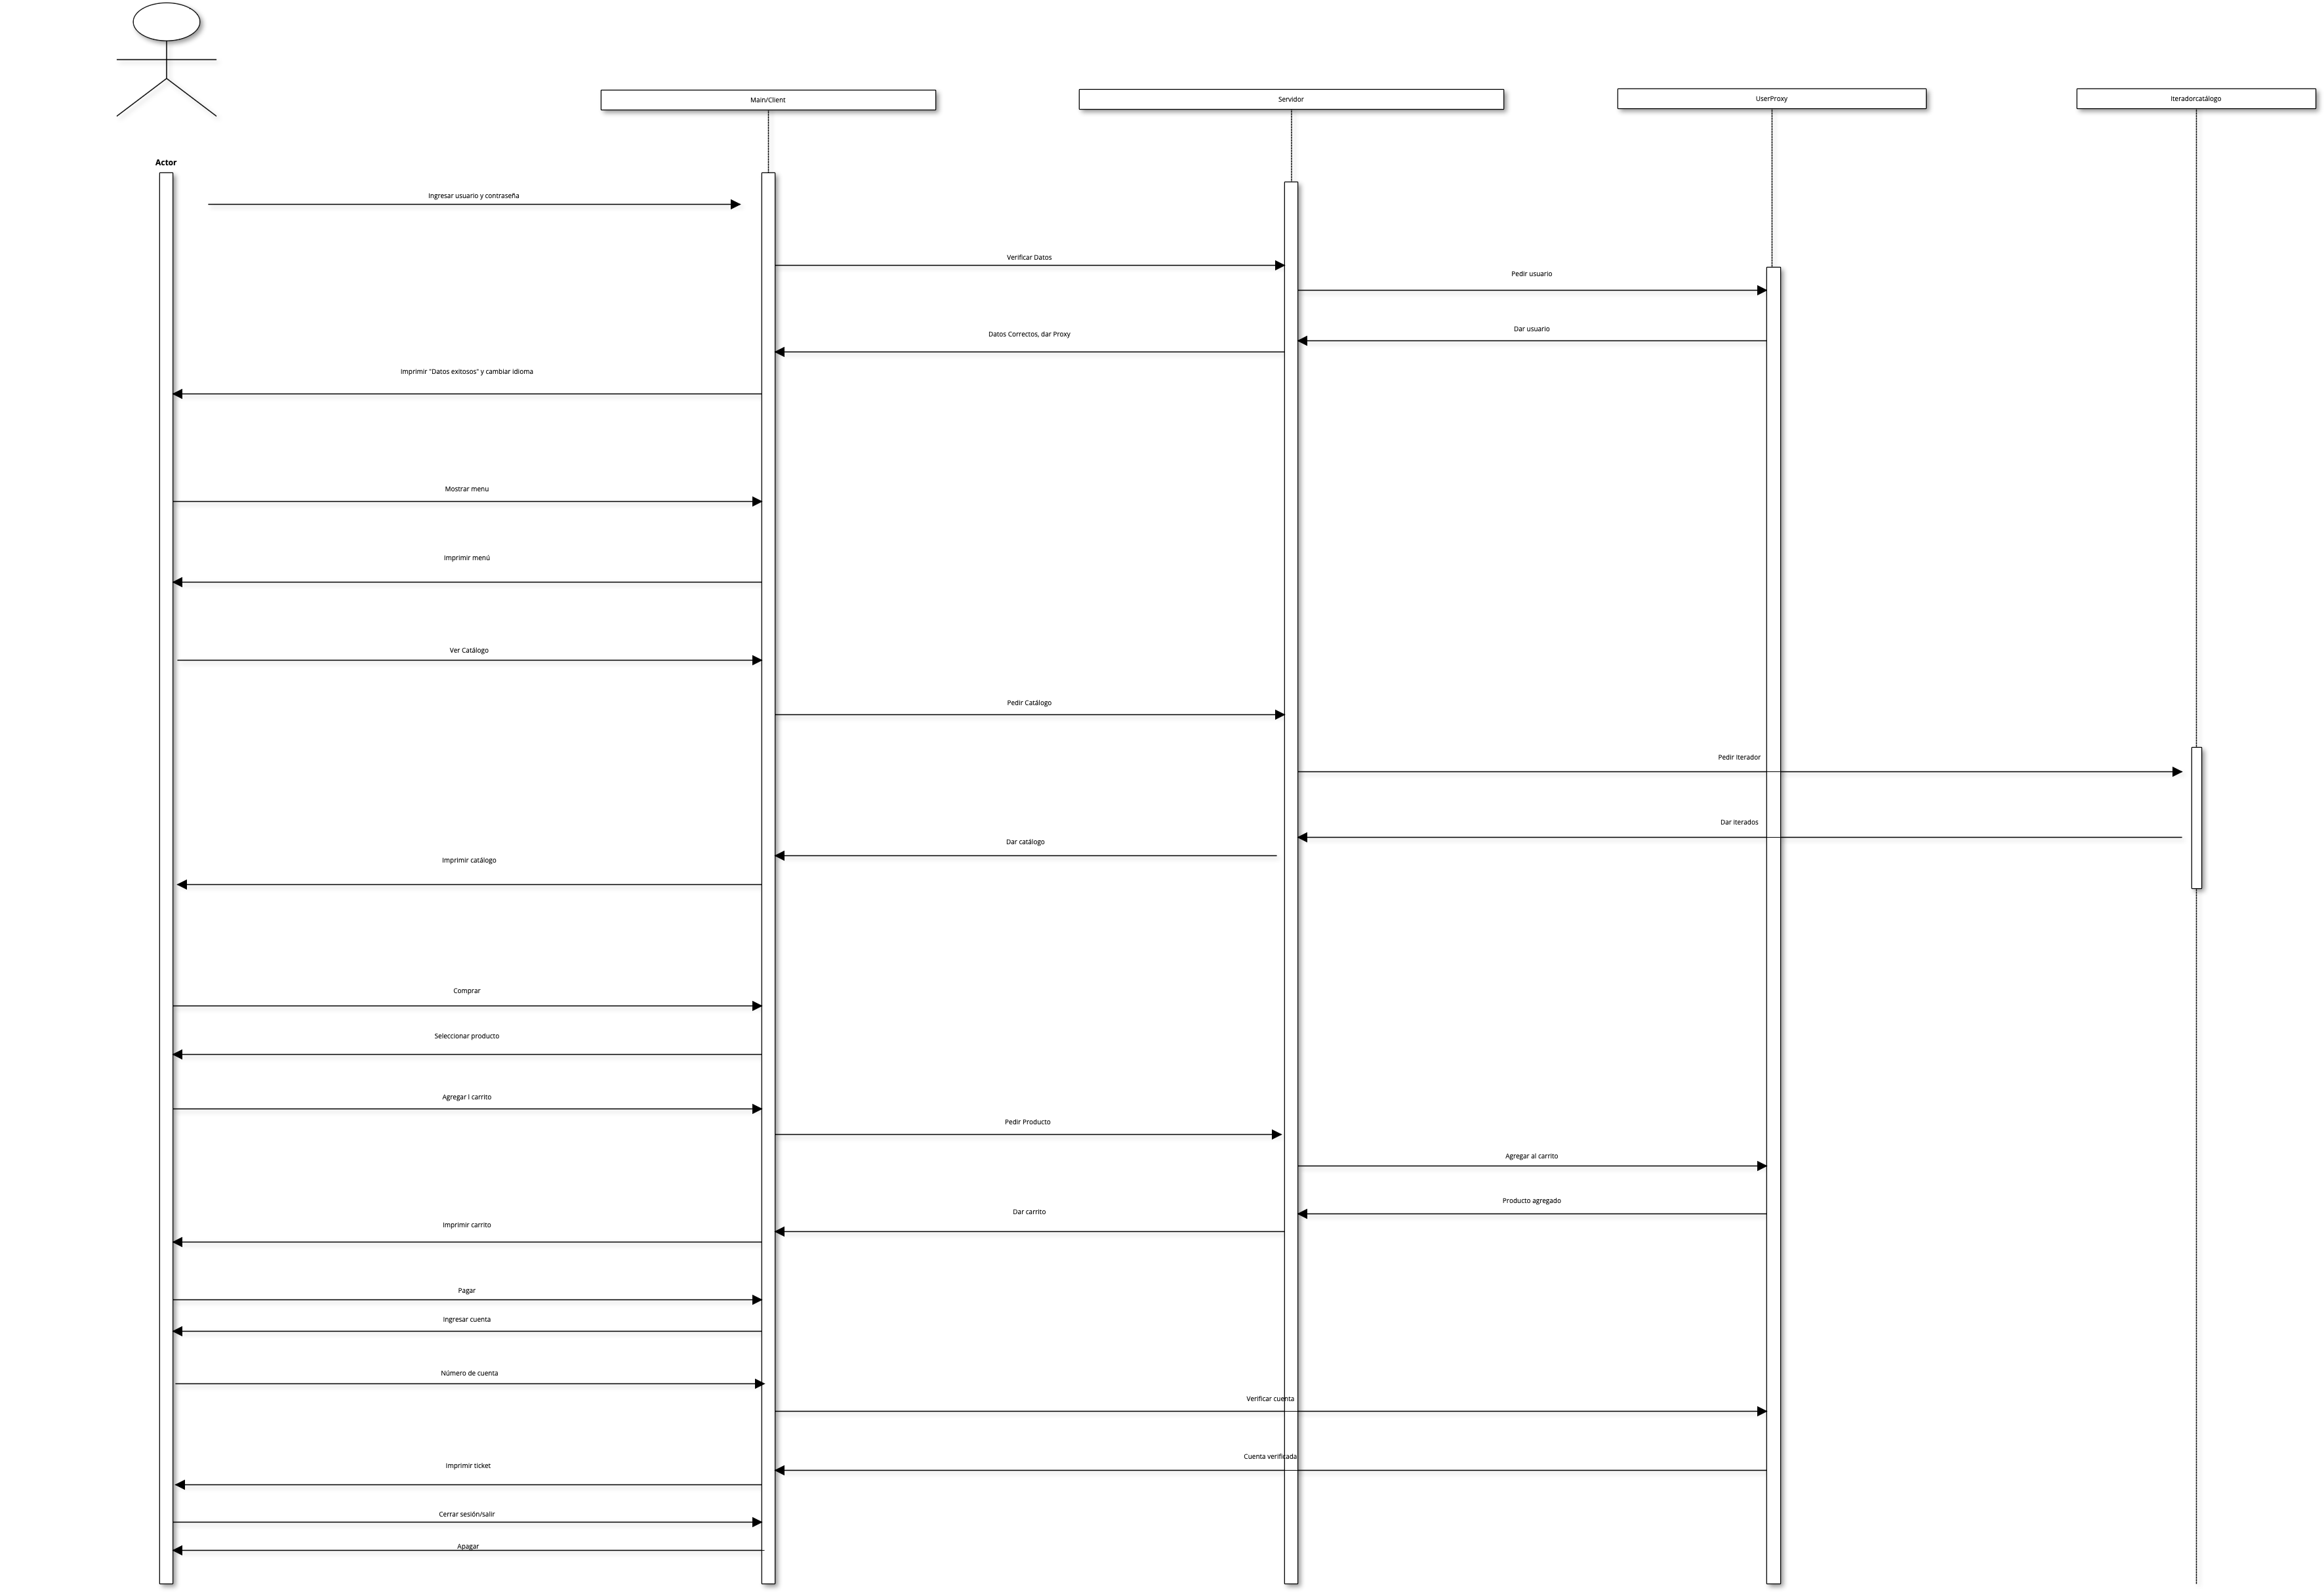 Main/Client
Servidor
UserProxy
Iteradorcatálogo
Actor
Ingresar usuario y contraseña
Verificar Datos
Pedir usuario
Dar usuario
Datos Correctos, dar Proxy
Imprimir "Datos exitosos" y cambiar idioma
Mostrar menu
Imprimir menú
Ver Catálogo
Pedir Catálogo
Pedir Iterador
Dar Iterados
Dar catálogo
Imprimir catálogo
Comprar
Seleccionar producto
Agregar l carrito
Pedir Producto
Agregar al carrito
Producto agregado
Dar carrito
Imprimir carrito
Pagar
Ingresar cuenta
Número de cuenta
Verificar cuenta
Cuenta verificada
Imprimir ticket
Cerrar sesión/salir
Apagar